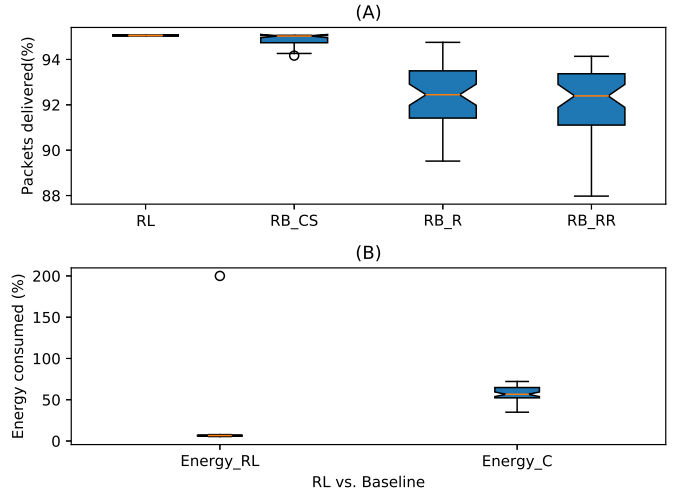 (A)
Packets delivered(%)
94
92
90
88
RL RB_CS RB_R RB_RR
(B)
Energy consumed (%)
200
150
100
50
0
Energy_RL Energy_C
RL vs. Baseline